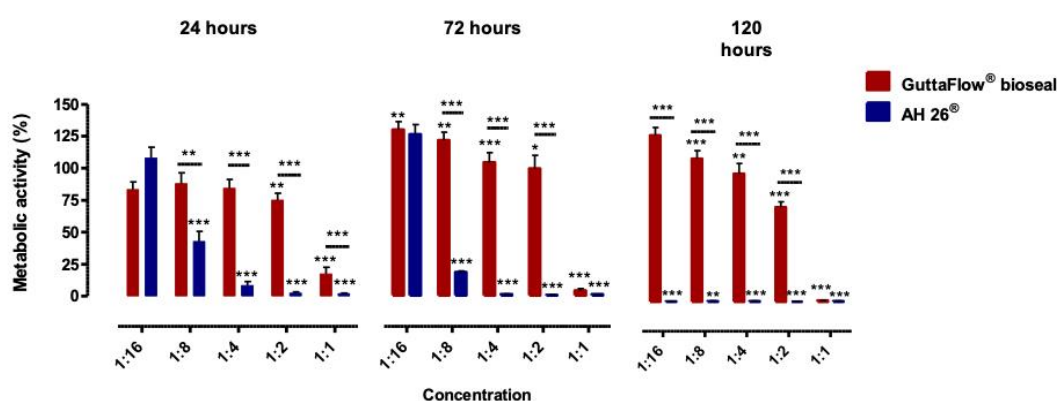 24 hours
72 hours
120
hours
GuttaFlow® bioseal
AH 26®
Metabolic activity (%)
150
125
100
75
50
25
0
** *** *** ** *** *** *** *** *** ***
** *** ** *** *** *** * *** *** *** *** ***
*** *** *** *** ** *** *** *** ** *** *** *** ***
1:16 1:8 1:4 1:2 1:1
1:16 1:8 1:4 1:2 1:1
1:16 1:8 1:4 1:2 1:1
Concentration